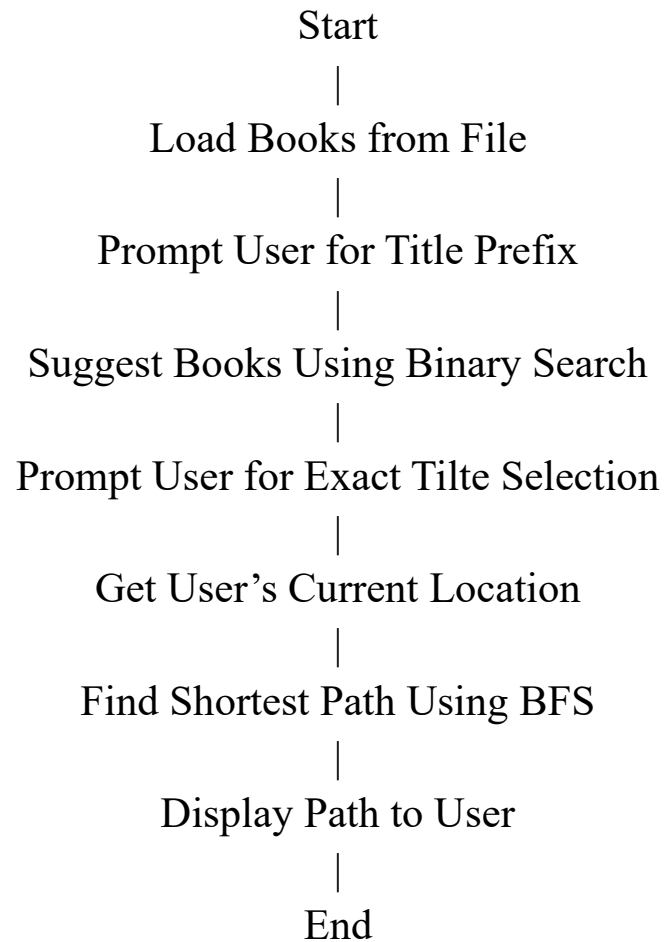 Start
Load Books from File
Prompt User for Title Prefix
Suggest Books Using Binary Search
Prompt User for Exact Tilte Selection
Get User’s Current Location
Find Shortest Path Using BFS
Display Path to User
End